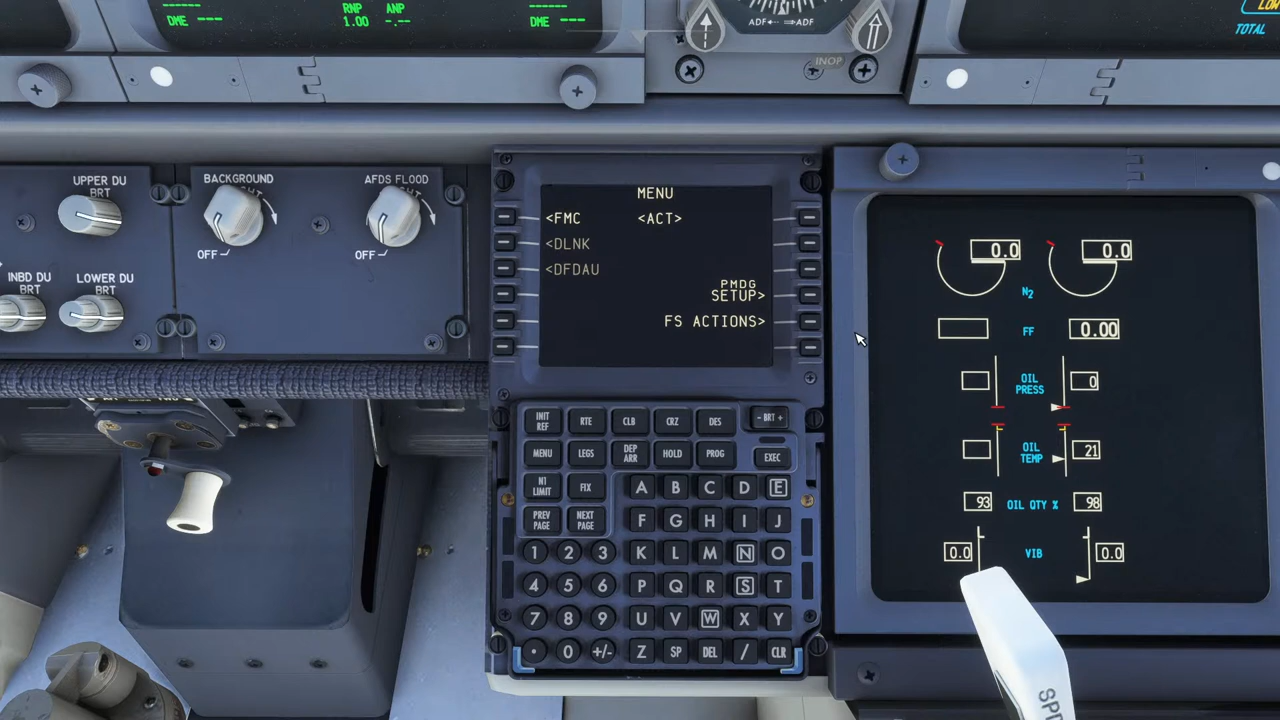 DME ---
RNP ANP
1.00 -.--
DME ---
ADF ADF
INOP
TOTAL
UPPER DU
BRT
INBD DU
BRT
LOWER DU
BRT
BACKGROUND
OFF
AFDS FLOOD
OFF
MENU
<FMC <ACT>
<DLNK
<DFDAU
PMDG
SETUP>
FS ACTIONS>
INIT REF RTE CLB CRZ DES - BRT +
MENU LEGS DEP ARR HOLD PROG EXEC
N1 LIMIT FIX A B C D E
PREV PAGE NEXT PAGE F G H I J
1 2 3 K L M N O
4 5 6 P Q R S T
7 8 9 U V W X Y
. 0 +/- Z SP DEL / CLR
0.0 0.0
N2
FF 0.00
OIL
PRESS 0
OIL
TEMP 21
93 OIL QTY % 98
0.0 VIB 0.0